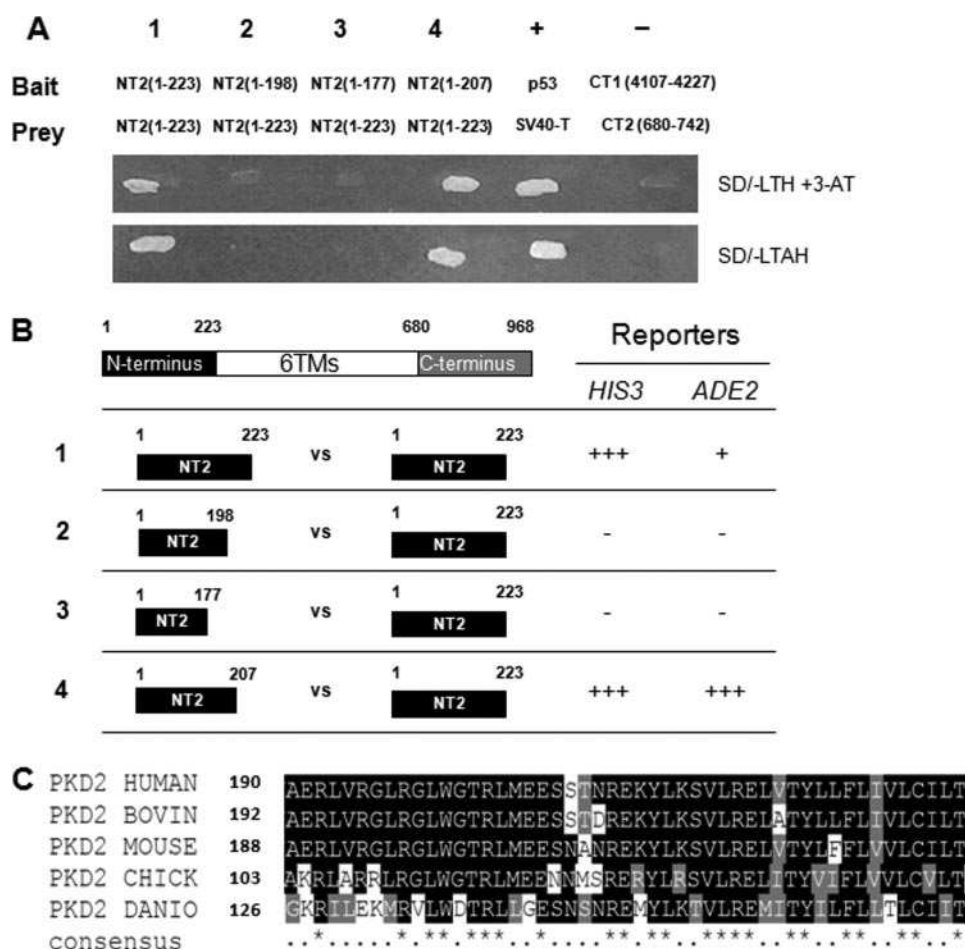 A 1 2 3 4 + –
Bait NT2(1-223) NT2(1-198) NT2(1-177) NT2(1-207) p53 CT1 (4107-4227)
Prey NT2(1-223) NT2(1-223) NT2(1-223) NT2(1-223) SV40-T CT2 (680-742)
SD/-LTH +3-AT
SD/-LTAH
B 1 223 680 968 Reporters
N-terminus 6TMs C-terminus
HIS3 ADE2
1 223 1 223
1 NT2 vs NT2 +++ +
1 198 1 223
2 NT2 vs NT2 - -
1 177 1 223
3 NT2 vs NT2 - -
1 207 1 223
4 NT2 vs NT2 +++ +++
C PKD2 HUMAN 190 AERLVRGLRGLWGTRLMEESSTNREKYLKSVLRELVTYLLFLIVLCILT
PKD2 BOVIN 192 AERLVRGLRGLWGTRLMEESSTDREKYLKSVLRELATYLLFLIVLCILT
PKD2 MOUSE 188 AERLVRGLRGLWGTRLMEESSNANREKYLKSVLRELVTYLFFLVVLCILT
PKD2 CHICK 103 AKRLARRLRGLWGTRLMEENNMSRERYLRSVLRELITYVIFLVVLCVLT
PKD2 DANIO 126 GKRILEKMRVLWDTRLLGESNSNREMYLKTVLREMITYILFLLTLCIIT
consensus